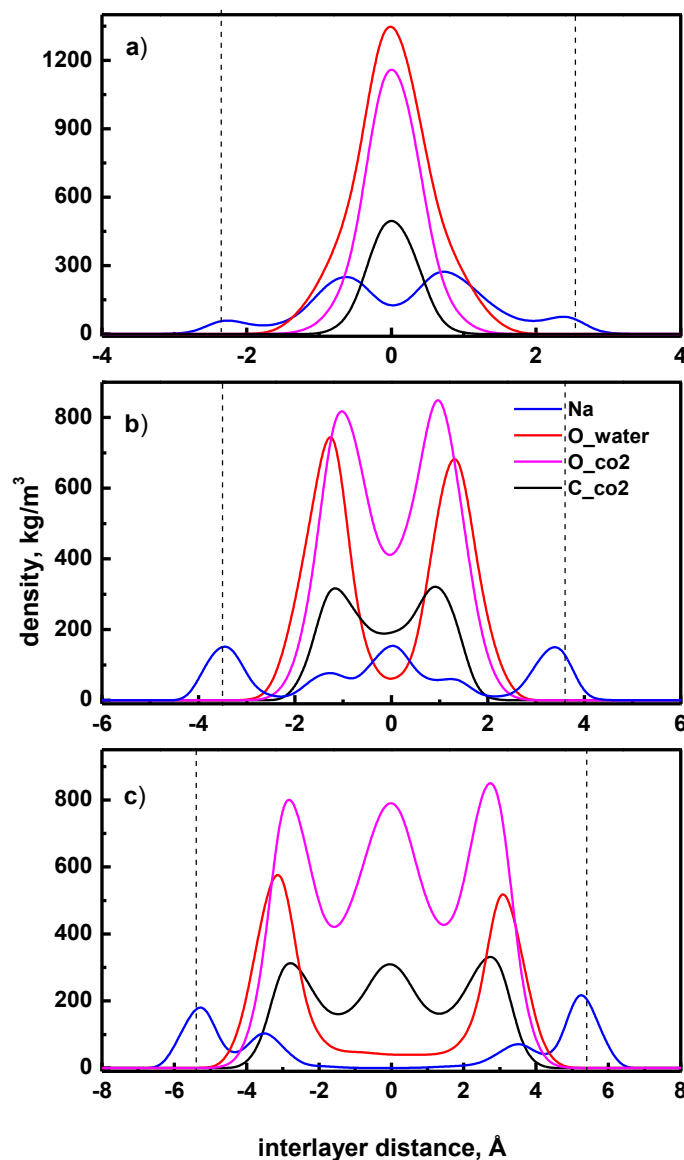 a)
1200
900
600
300
0
-4 -2 0 2 4
b)
Na
O_water
O_co2
C_co2
800
600
400
200
0
-6 -4 -2 0 2 4 6
density, kg/m³
c)
800
600
400
200
0
-8 -6 -4 -2 0 2 4 6 8
interlayer distance, Å